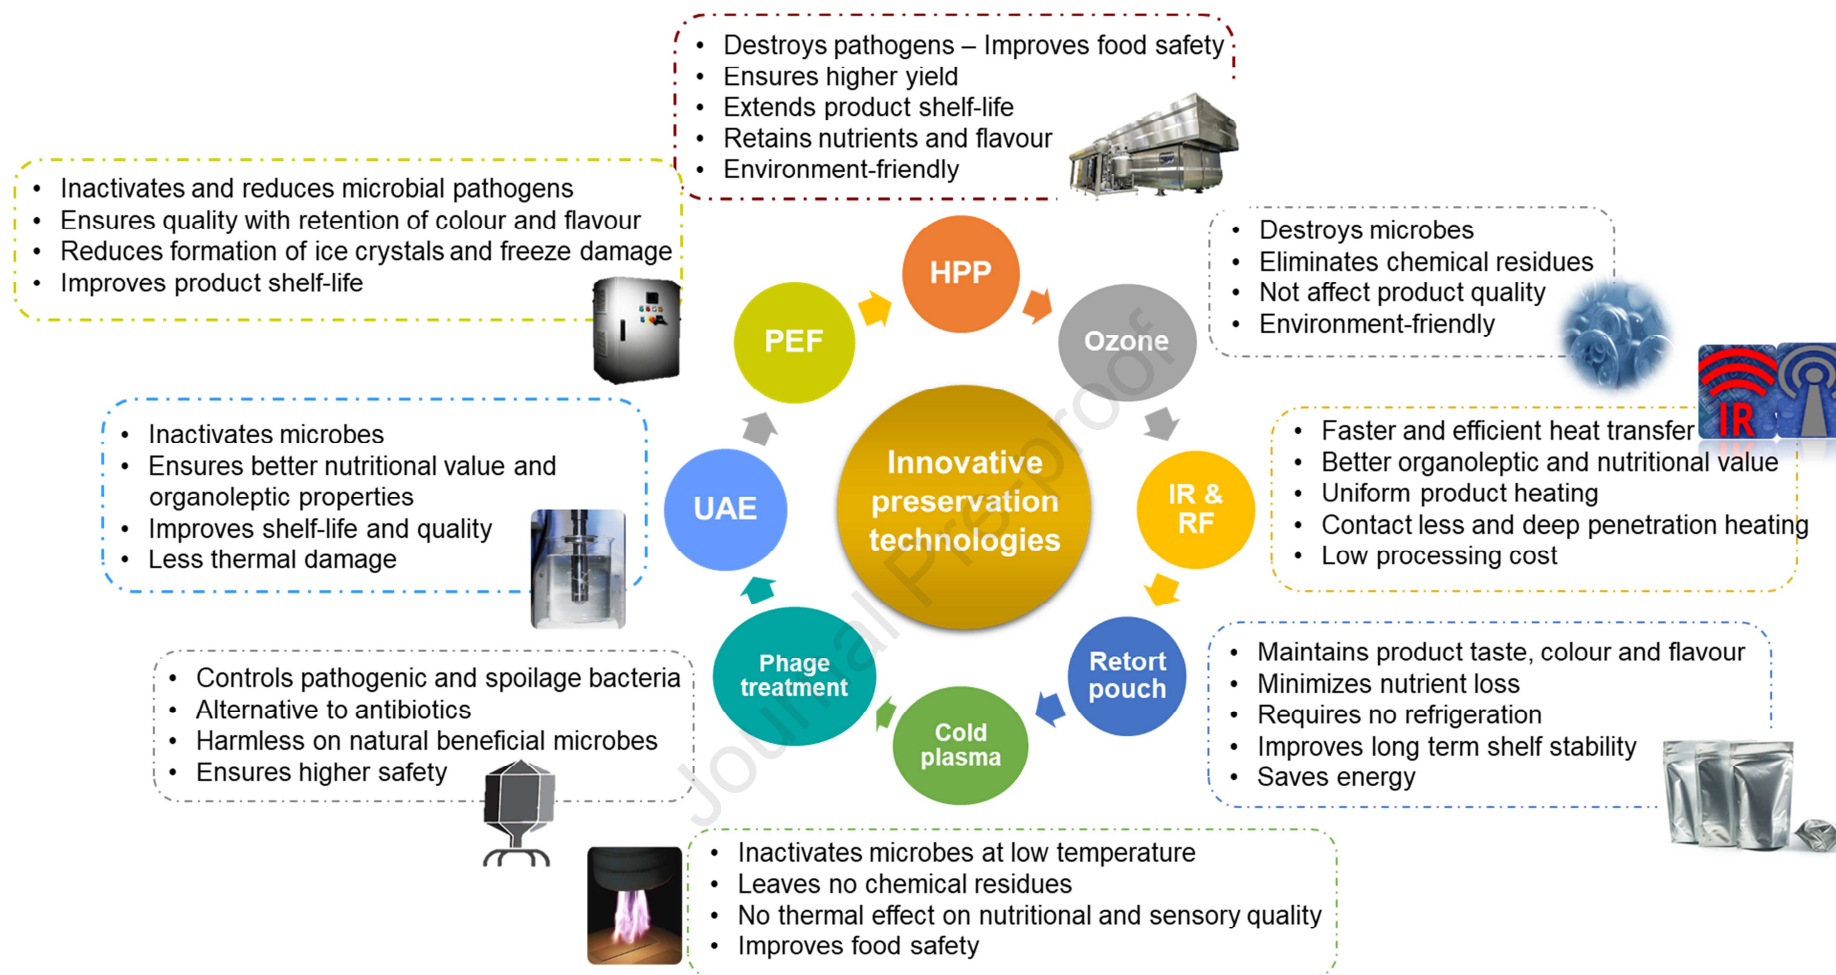 • Destroys pathogens – Improves food safety
• Ensures higher yield
• Extends product shelf-life
• Retains nutrients and flavour
• Environment-friendly
• Inactivates and reduces microbial pathogens
• Ensures quality with retention of colour and flavour
• Reduces formation of ice crystals and freeze damage
• Improves product shelf-life
• Destroys microbes
• Eliminates chemical residues
• Not affect product quality
• Environment-friendly
HPP
PEF
Ozone
IR
• Inactivates microbes
• Ensures better nutritional value and
organoleptic properties
• Improves shelf-life and quality
• Less thermal damage
UAE
Innovative
preservation
technologies
IR &
RF
• Faster and efficient heat transfer
• Better organoleptic and nutritional value
• Uniform product heating
• Contact less and deep penetration heating
• Low processing cost
• Controls pathogenic and spoilage bacteria
• Alternative to antibiotics
• Harmless on natural beneficial microbes
• Ensures higher safety
Phage
treatment
Cold
plasma
Retort
pouch
• Maintains product taste, colour and flavour
• Minimizes nutrient loss
• Requires no refrigeration
• Improves long term shelf stability
• Saves energy
• Inactivates microbes at low temperature
• Leaves no chemical residues
• No thermal effect on nutritional and sensory quality
• Improves food safety
Journal Pre-proof